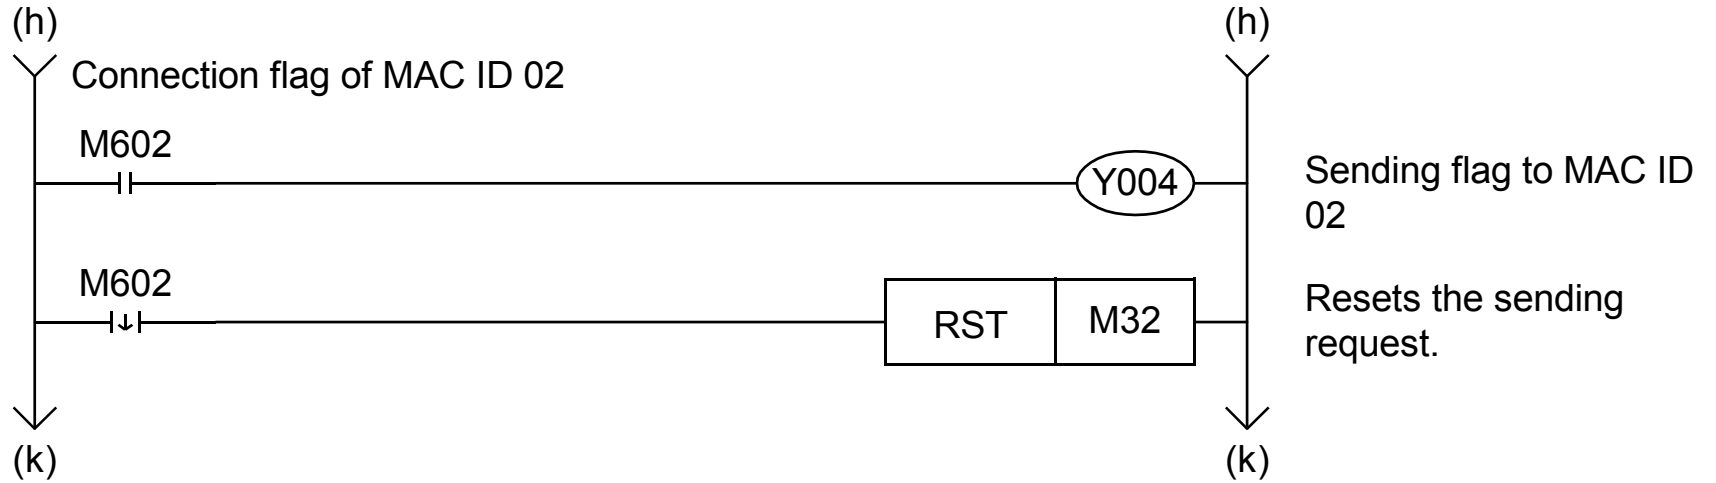 (h)
(h)
Connection flag of MAC ID 02
M602
Y004
Sending flag to MAC ID
02
M602
RST
M32
Resets the sending
request.
(k)
(k)